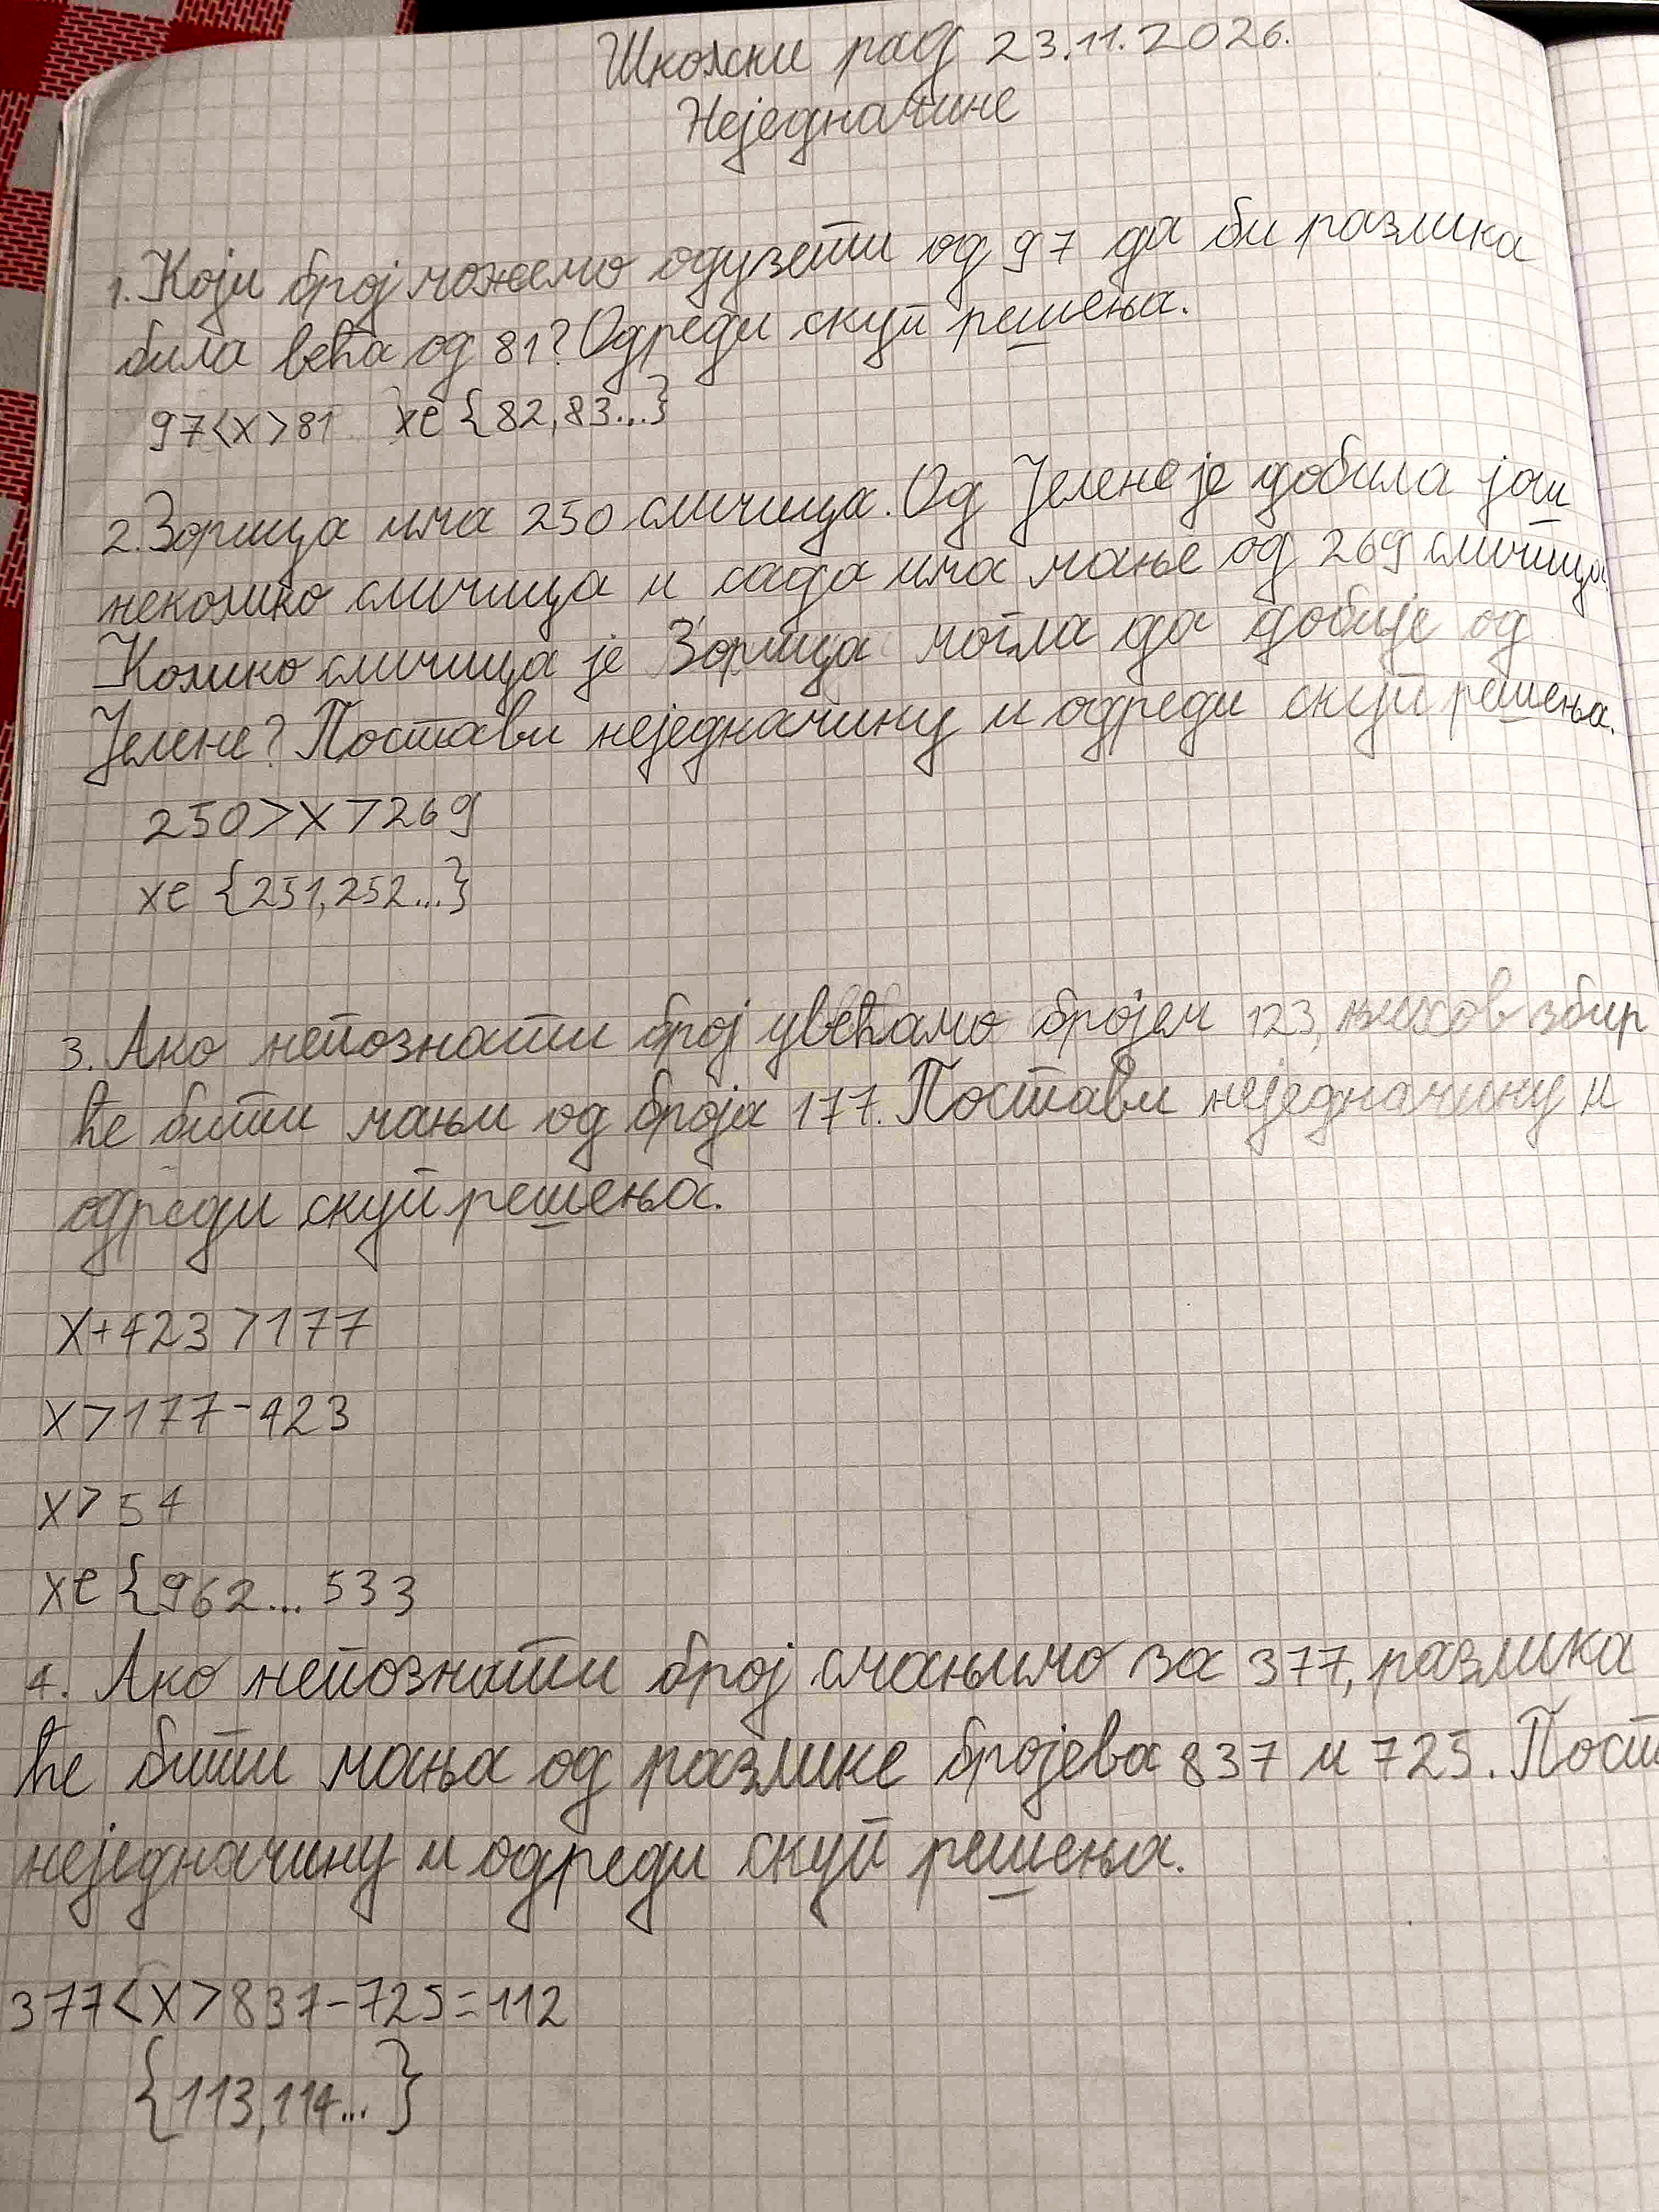 Школски рад 23.11.2026.
Неједначине
1. Који број можемо одузети од 97 да би разлика
била већа од 81? Одреди скуп решења.
97<x>81 x∈{82,83...}
2. Зорица има 250 сличица. Од Јелене је добила још
неколико сличица и сада има мање од 269 сличица.
Колико сличица је Зорица могла да добије од
Јелене? Постави неједначину и одреди скуп решења.
250>x>269
x∈ {251,252...}
3. Ако непознати број увећамо бројем 123, њихов збир
ће бити мањи од броја 177. Постави неједначину и
одреди скуп решења.
x+423>177
x>177-423
x>54
x∈{962...533
4. Ако непознати број смањимо за 377, разлика
ће бити мања од разлике бројева 837 и 725. Пост
неједначину и одреди скуп решења.
377<x>837-725=112
{113,114...}